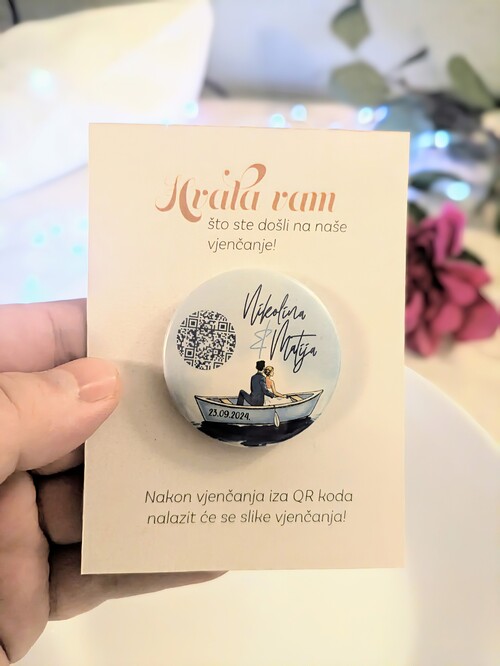 Hvala vam
što ste došli na naše
vjenčanje!
Nikolina
& Matija
23.09.2024.
Nakon vjenčanja iza QR koda
nalazit će se slike vjenčanja!